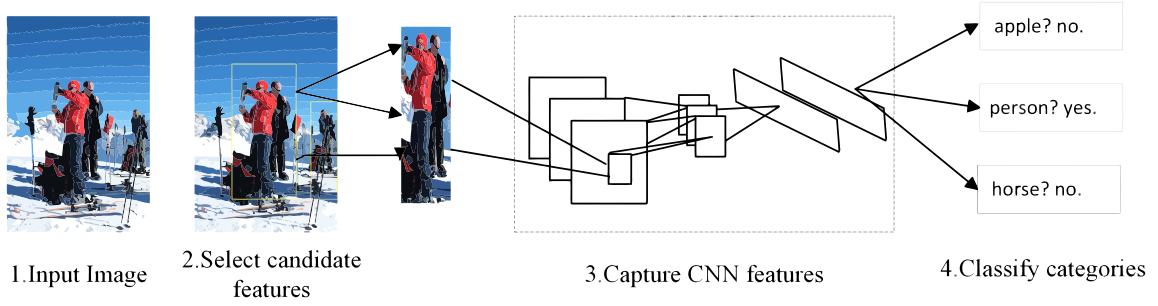 apple? no.
person? yes.
horse? no.
1.Input Image
2.Select candidate
features
3.Capture CNN features
4.Classify categories